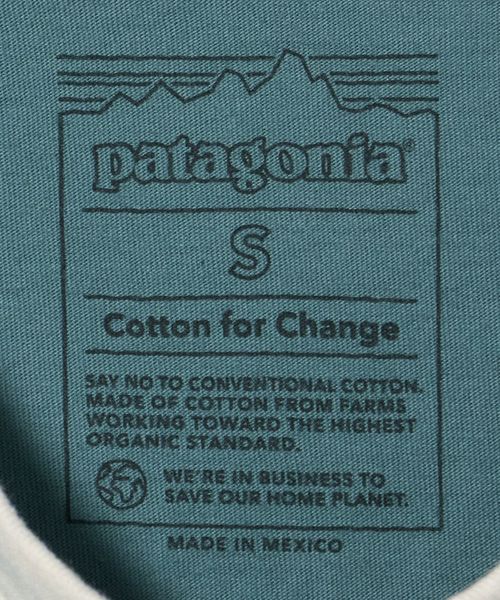 patagonia®
S
Cotton for Change
SAY NO TO CONVENTIONAL COTTON.
MADE OF COTTON FROM FARMS
WORKING TOWARD THE HIGHEST
ORGANIC STANDARD.
WE'RE IN BUSINESS TO
SAVE OUR HOME PLANET.
MADE IN MEXICO